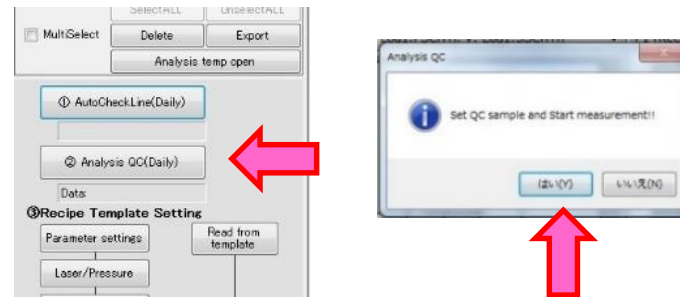 SelectALL UnselectALL
MultiSelect Delete Export
Analysis temp open
① AutoCheckLine(Daily)
② Analysis QC(Daily)
Data:
③Recipe Template Setting
Parameter settings Read from
template
Laser/Pressure
Analysis QC
Set QC sample and Start measurement!!
はい(Y) いいえ(N)